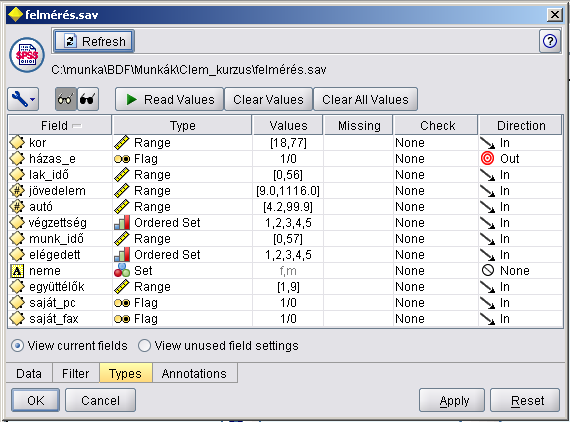 felmérés.sav
SPSS
Refresh
?
C:\munka\BDF\Munkák\Clem_kurzus\felmérés.sav
Read Values Clear Values Clear All Values
Field Type Values Missing Check Direction
kor Range [18,77] None In
házas_e Flag 1/0 None Out
lak_idő Range [0,56] None In
# jövedelem Range [9.0,1116.0] None In
# autó Range [4.2,99.9] None In
végzettség Ordered Set 1,2,3,4,5 None In
munk_idő Range [0,57] None In
elégedett Ordered Set 1,2,3,4,5 None In
A neme Set f,m None None
együttélők Range [1,9] None In
saját_pc Flag 1/0 None In
saját_fax Flag 1/0 None In
View current fields View unused field settings
Data Filter Types Annotations
OK Cancel Apply Reset